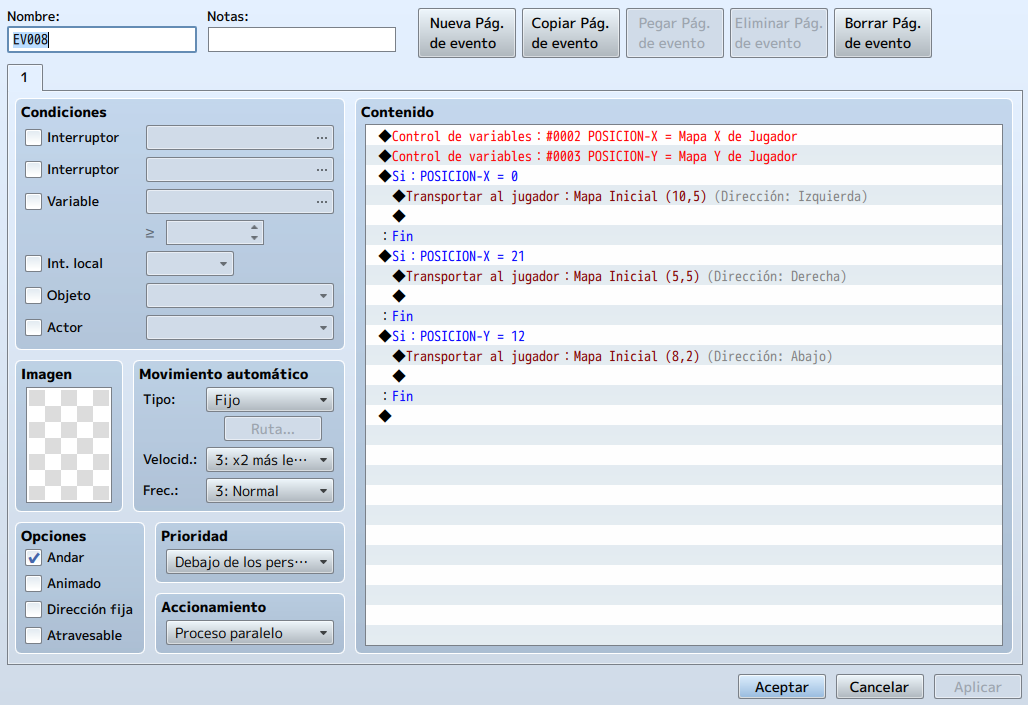 Nombre:
Notas:
EV008
Nueva Pág. de evento
Copiar Pág. de evento
Pegar Pág. de evento
Eliminar Pág. de evento
Borrar Pág. de evento
1
Condiciones
Interruptor ...
Interruptor ...
Variable ...
≥
Int. local
Objeto
Actor
Imagen
Movimiento automático
Tipo: Fijo
Ruta...
Velocid.: 3: x2 más le···
Frec.: 3: Normal
Opciones
Andar
Animado
Dirección fija
Atravesable
Prioridad
Debajo de los pers···
Accionamiento
Proceso paralelo
Contenido
◆Control de variables：#0002 POSICION-X = Mapa X de Jugador
◆Control de variables：#0003 POSICION-Y = Mapa Y de Jugador
◆Si：POSICION-X = 0
◆Transportar al jugador：Mapa Inicial (10,5) (Dirección: Izquierda)
◆
：Fin
◆Si：POSICION-X = 21
◆Transportar al jugador：Mapa Inicial (5,5) (Dirección: Derecha)
◆
：Fin
◆Si：POSICION-Y = 12
◆Transportar al jugador：Mapa Inicial (8,2) (Dirección: Abajo)
◆
：Fin
◆
Aceptar
Cancelar
Aplicar